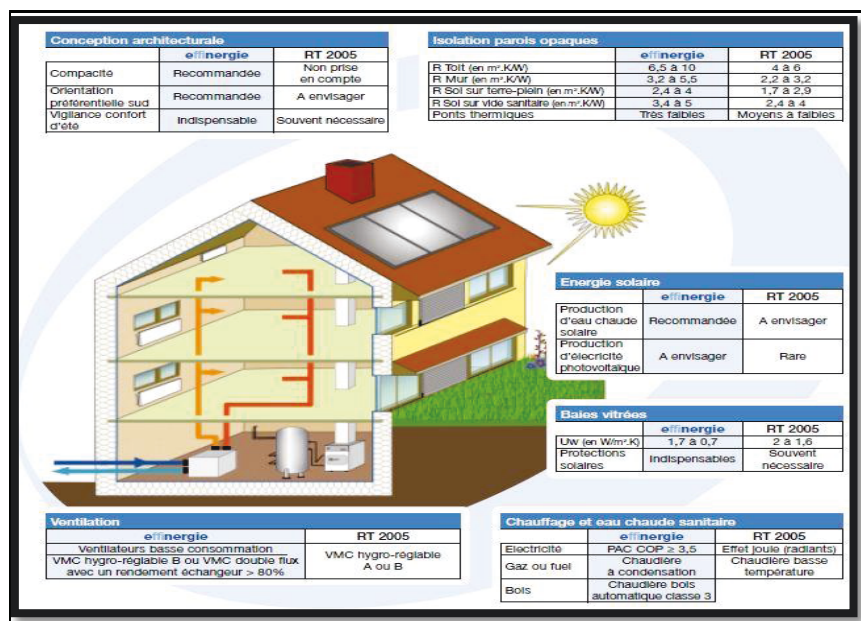 Conception architecturale
effinergie RT 2005
Compacité Recommandée Non prise en compte
Orientation préférentielle sud Recommandée A envisager
Vigilance confort d'été Indispensable Souvent nécessaire
Isolation parois opaques
effinergie RT 2005
R Toit (en m².K/W) 6,5 à 10 4 à 6
R Mur (en m².K/W) 3,2 à 5,5 2,2 à 3,2
R Sol sur terre-plein (en m².K/W) 2,4 à 4 1,7 à 2,9
R Sol sur vide sanitaire (en m².K/W) 3,4 à 5 2,4 à 4
Ponts thermiques Très faibles Moyens à faibles
Energie solaire
effinergie RT 2005
Production d'eau chaude solaire Recommandée A envisager
Production d'élecricité photovoltaïque A envisager Rare
Baies vitrées
effinergie RT 2005
Uw (en W/m².K) 1,7 à 0,7 2 à 1,6
Protections solaires Indispensables Souvent nécessaire
Ventilation
effinergie RT 2005
Ventilateurs basse consommation
VMC hygro-réglable B ou VMC double flux
avec un rendement échangeur > 80%
VMC hygro-réglable
A ou B
Chauffage et eau chaude sanitaire
effinergie RT 2005
Electricité PAC COP ≥ 3,5 Effet joule (radiants)
Gaz ou fuel Chaudière à condensation Chaudière basse température
Bois Chaudière bois automatique classe 3